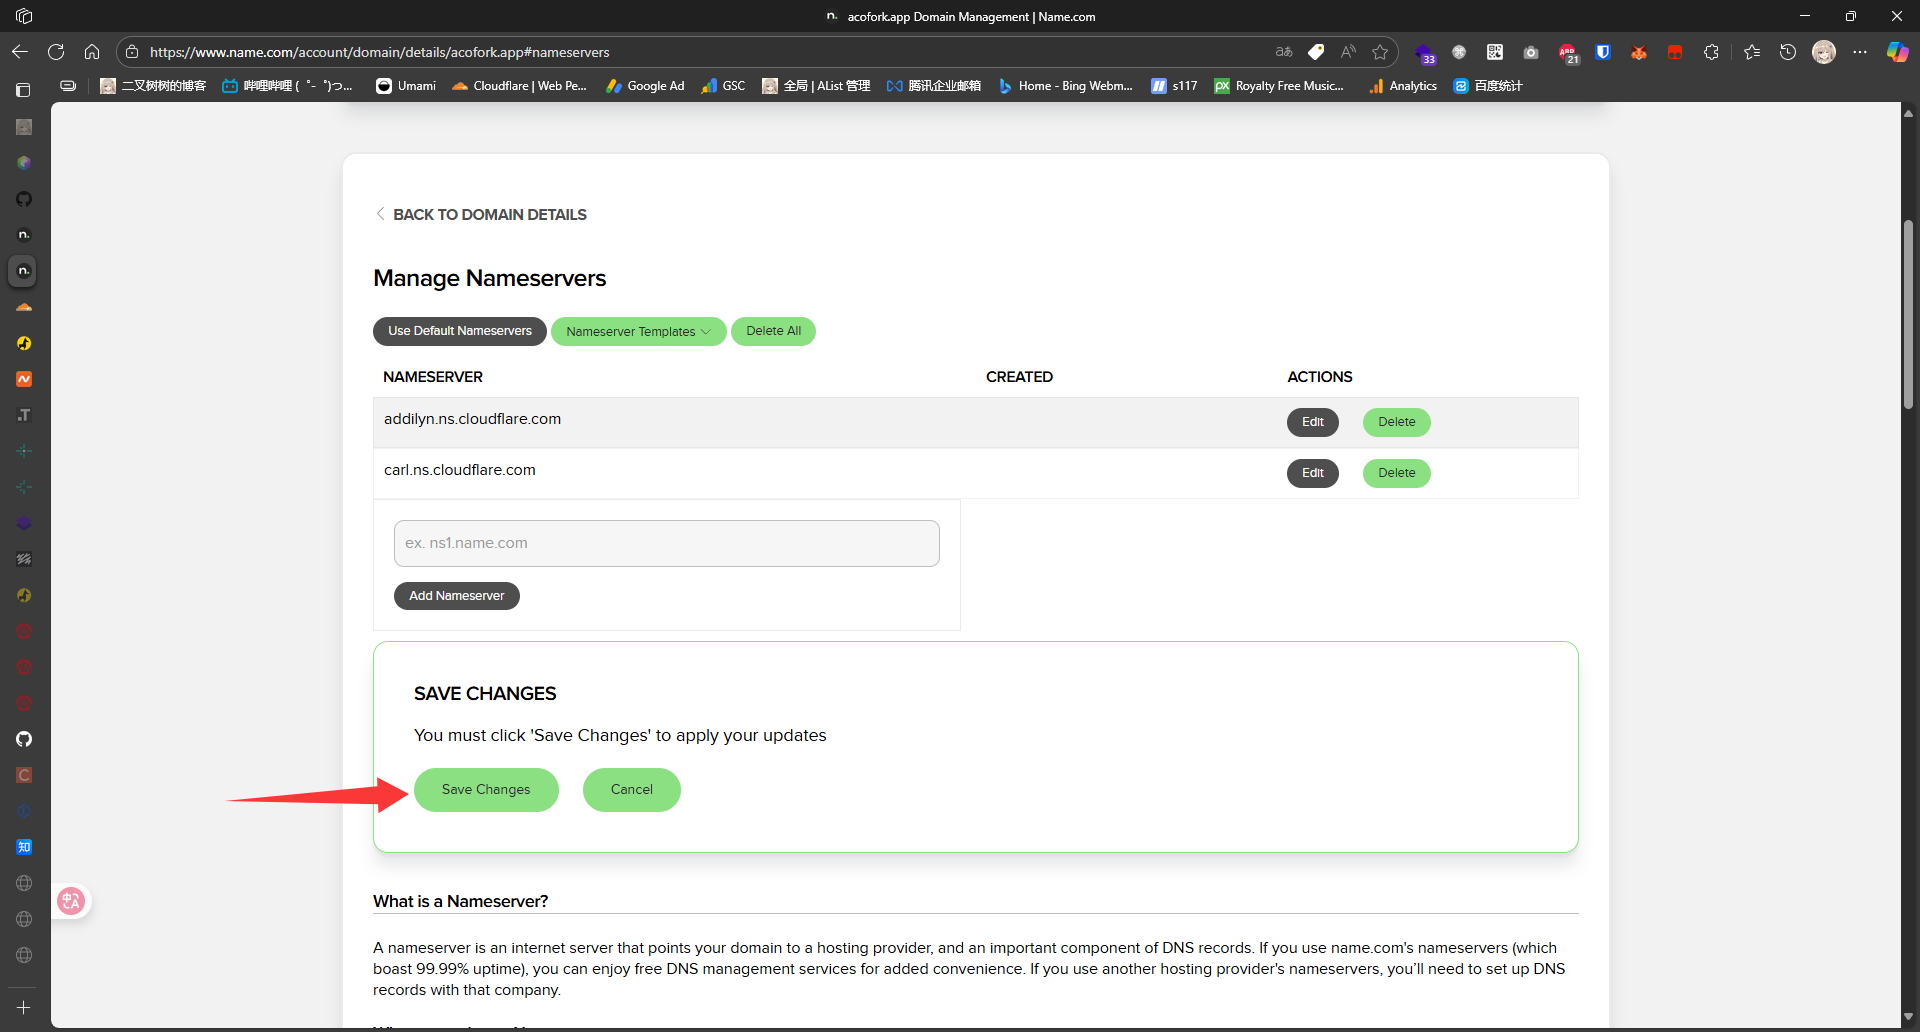 acofork.app Domain Management | Name.com
https://www.name.com/account/domain/details/acofork.app#nameservers
33
21
二叉树树的博客
哔哩哔哩 (゜-゜)つ...
Umami
Cloudflare | Web Pe...
Google Ad
GSC
全局 | AList 管理
腾讯企业邮箱
Home - Bing Webm...
s117
Royalty Free Music...
Analytics
百度统计
BACK TO DOMAIN DETAILS
Manage Nameservers
Use Default Nameservers
Nameserver Templates
Delete All
NAMESERVER CREATED ACTIONS
addilyn.ns.cloudflare.com Edit Delete
carl.ns.cloudflare.com Edit Delete
ex. ns1.name.com
Add Nameserver
SAVE CHANGES
You must click 'Save Changes' to apply your updates
Save Changes
Cancel
What is a Nameserver?
A nameserver is an internet server that points your domain to a hosting provider, and an important component of DNS records. If you use name.com's nameservers (which
boast 99.99% uptime), you can enjoy free DNS management services for added convenience. If you use another hosting provider's nameservers, you'll need to set up DNS
records with that company.